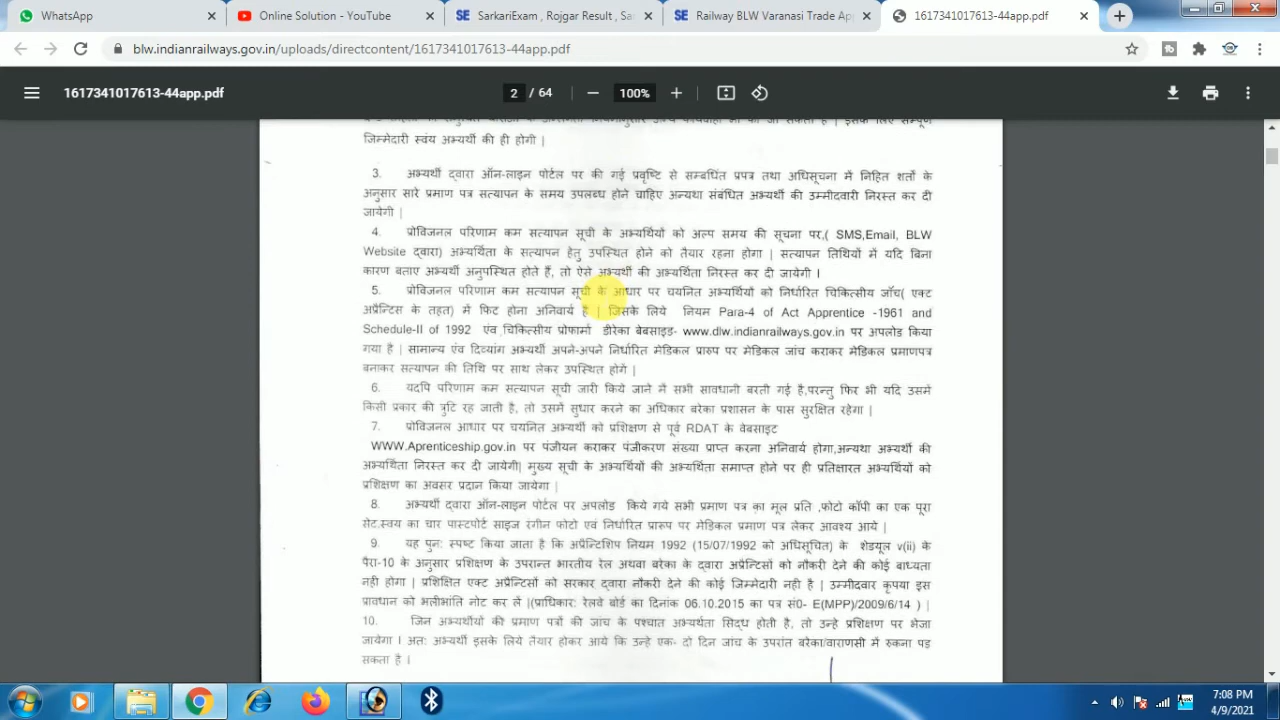 WhatsApp
Online Solution - YouTube
SarkariExam , Rojgar Result , Sar
Railway BLW Varanasi Trade Ap
1617341017613-44app.pdf
blw.indianrailways.gov.in/uploads/directcontent/1617341017613-44app.pdf
1617341017613-44app.pdf
2 / 64
100%
जिम्मेदारी स्वंय अभ्यर्थी की ही होगी |
3. अभ्यर्थी द्वारा ऑन-लाइन पोर्टल पर की गई प्रवृष्टि से सम्बंधित प्रपत्र तथा अधिसूचना में निहित शर्तो के
अनुसार सारे प्रमाण पत्र सत्यापन के समय उपलब्ध होने चाहिए अन्यथा संबंधित अभ्यर्थी की उम्मीदवारी निरस्त कर दी
जायेगी |
4. प्रोविजनल परिणाम कम सत्यापन सूची के अभ्यर्थियों को अल्प समय की सूचना पर,( SMS,Email, BLW
Website द्वारा) अभ्यर्थिता के सत्यापन हेतु उपस्थित होने को तैयार रहना होगा | सत्यापन तिथियों में यदि बिना
कारण बताए अभ्यर्थी अनुपस्थित होते हैं, तो ऐसे अभ्यर्थी की अभ्यर्थिता निरस्त कर दी जायेगी l
5. प्रोविजनल परिणाम कम सत्यापन सूची के आधार पर चयनित अभ्यर्थियों को निर्धारित चिकित्सीय जॉच( एक्ट
अप्रैंटिस के तहत) में फिट होना अनिवार्य है | जिसके लिये नियम Para-4 of Act Apprentice -1961 and
Schedule-II of 1992 एंव चिकित्सीय प्रोफार्मा डीरेका बेबसाइड- www.dlw.indianrailways.gov.in पर अपलोड किया
गया है | सामान्य एंव दिव्यांग अभ्यर्थी अपने-अपने निर्धारित मेडिकल प्रारुप पर मेडिकल जांच कराकर मेडिकल प्रमाणपत्र
बनाकर सत्यापन की तिथि पर साथ लेकर उपस्थित होगें |
6. यदपि परिणाम कम सत्यापन सूची जारी किये जाने में सभी सावधानी बरती गई है,परन्तु फिर भी यदि उसमे
किसी प्रकार की त्रुटि रह जाती है, तो उसमें सुधार करने का अधिकार बरेका प्रशासन के पास सुरक्षित रहेगा |
7. प्रोविजनल आधार पर चयनित अभ्यर्थी को प्रशिक्षण से पूर्व RDAT के वेबसाइट
WWW.Aprenticeship.gov.in पर पंजीयन कराकर पंजीकरण संख्या प्राप्त करना अनिवार्य होगा,अन्यथा अभ्यर्थी की
अभ्यर्थिता निरस्त कर दी जायेगी| मुख्य सूची के अभ्यर्थियों की अभ्यर्थिता समाप्त होने पर ही प्रतिक्षारत अभ्यर्थियों को
प्रशिक्षण का अवसर प्रदान किया जायेगा |
8. अभ्यर्थी द्वारा ऑन-लाइन पोर्टल पर अपलोड किये गये सभी प्रमाण पत्र का मूल प्रति ,फोटो कॉपी का एक पूरा
सेट,स्वंय का चार पास्टपोर्ट साइज रंगीन फोटो एवं निर्धारित प्रारूप पर मेडिकल प्रमाण पत्र लेकर आवश्य आये |
9. यह पुन: स्पष्ट किया जाता है कि अप्रैन्टिशिप नियम 1992 (15/07/1992 को अधिसूचित) के शेडयूल v(ii) के
पैरा-10 के अनुसार प्रशिक्षण के उपरान्त भारतीय रेल अथवा बरेका के द्वारा अप्रैन्टिसों को नौकरी देने की कोई बाध्यता
नही होगा | प्रशिक्षित एक्ट अप्रैन्टिसों को सरकार द्वारा नौकरी देने की कोई जिम्मेदारी नही है | उम्मीदवार कृपया इस
प्रावधान को भलीभांति नोट कर लें |(प्राधिकार: रेलवे बोर्ड का दिनांक 06.10.2015 का पत्र सं0- E(MPP)/2009/6/14 ) |
10. जिन अभ्यर्थीयों की प्रमाण पत्रों की जांच के पश्चात अभ्यर्थता सिद्ध होती है, तो उन्हे प्रशिक्षण पर भेजा
जायेगा l अत: अभ्यर्थी इसके लिये तैयार होकर आये कि उन्हे एक- दो दिन जांच के उपरांत बरेका/वाराणसी में रुकना पड़
सकता है l
7:08 PM
4/9/2021